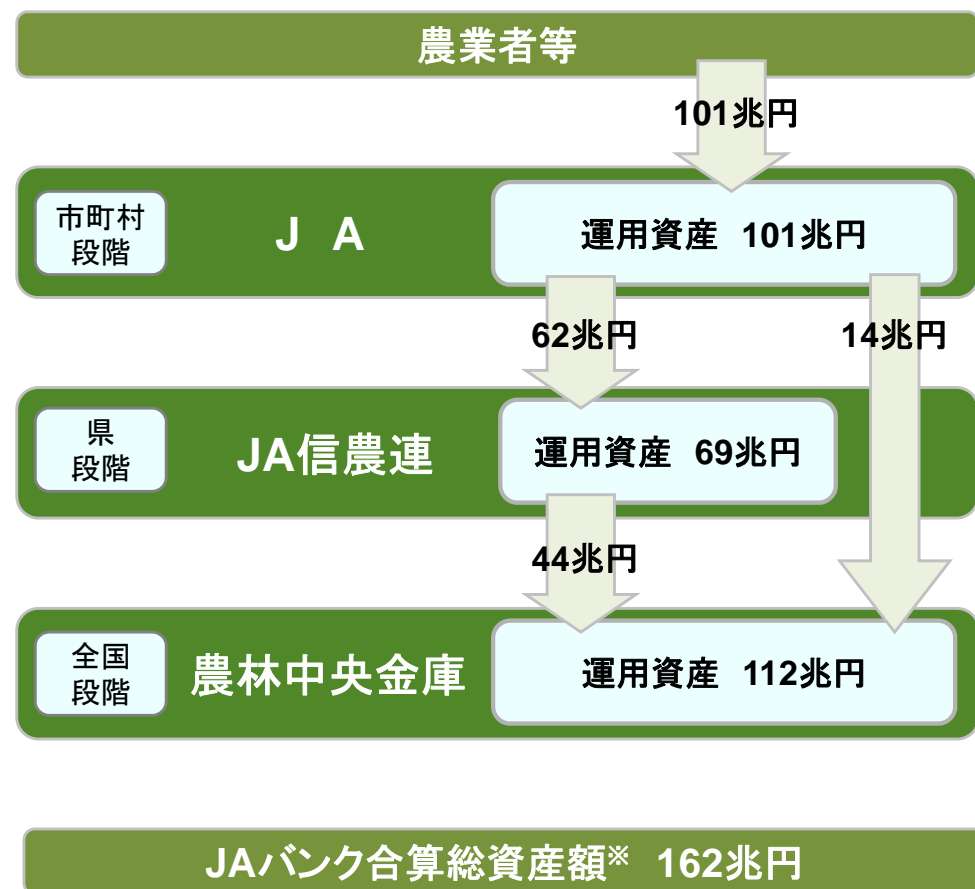 農業者等
101兆円
市町村
段階
J A
運用資産 101兆円
62兆円
14兆円
県
段階
JA信農連
運用資産 69兆円
44兆円
全国
段階
農林中央金庫
運用資産 112兆円
JAバンク合算総資産額※ 162兆円